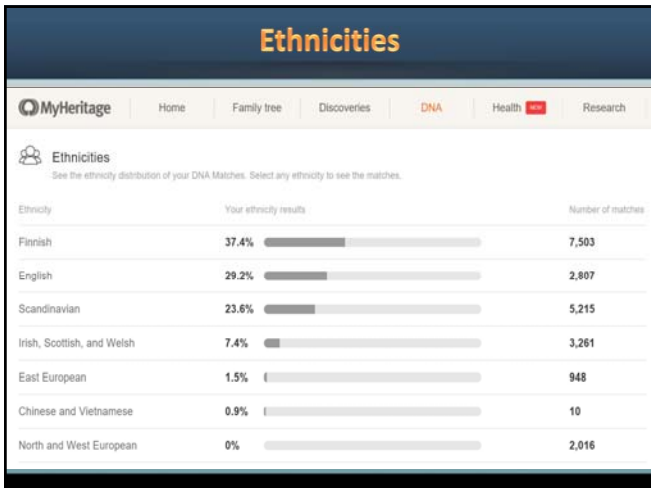 Ethnicities
MyHeritage Home Family tree Discoveries DNA Health NEW Research
Ethnicities
See the ethnicity distribution of your DNA Matches. Select any ethnicity to see the matches.
Ethnicity Your ethnicity results Number of matches
Finnish 37.4% 7,503
English 29.2% 2,807
Scandinavian 23.6% 5,215
Irish, Scottish, and Welsh 7.4% 3,261
East European 1.5% 948
Chinese and Vietnamese 0.9% 10
North and West European 0% 2,016